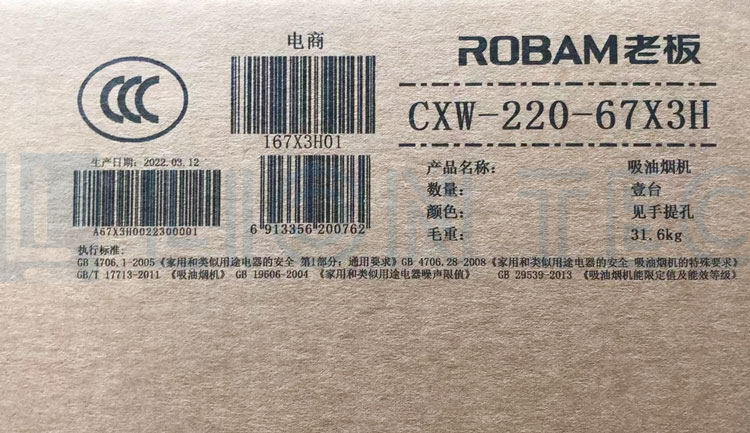 电商
ROBAM老板
CCC
167X3H01
CXW-220-67X3H
生产日期: 2022.03.12
A67X3H0022300001
6 913356 200762
产品名称: 吸油烟机
数量: 壹台
颜色: 见手提孔
毛重: 31.6kg
执行标准:
GB 4706.1-2005《家用和类似用途电器的安全 第1部分: 通用要求》GB 4706.28-2008《家用和类似用途电器的安全 吸油烟机的特殊要求》
GB/T 17713-2011 《吸油烟机》 GB 19606-2004 《家用和类似用途电器噪声限值》 GB 29539-2013 《吸油烟机能限定值及能效等级》